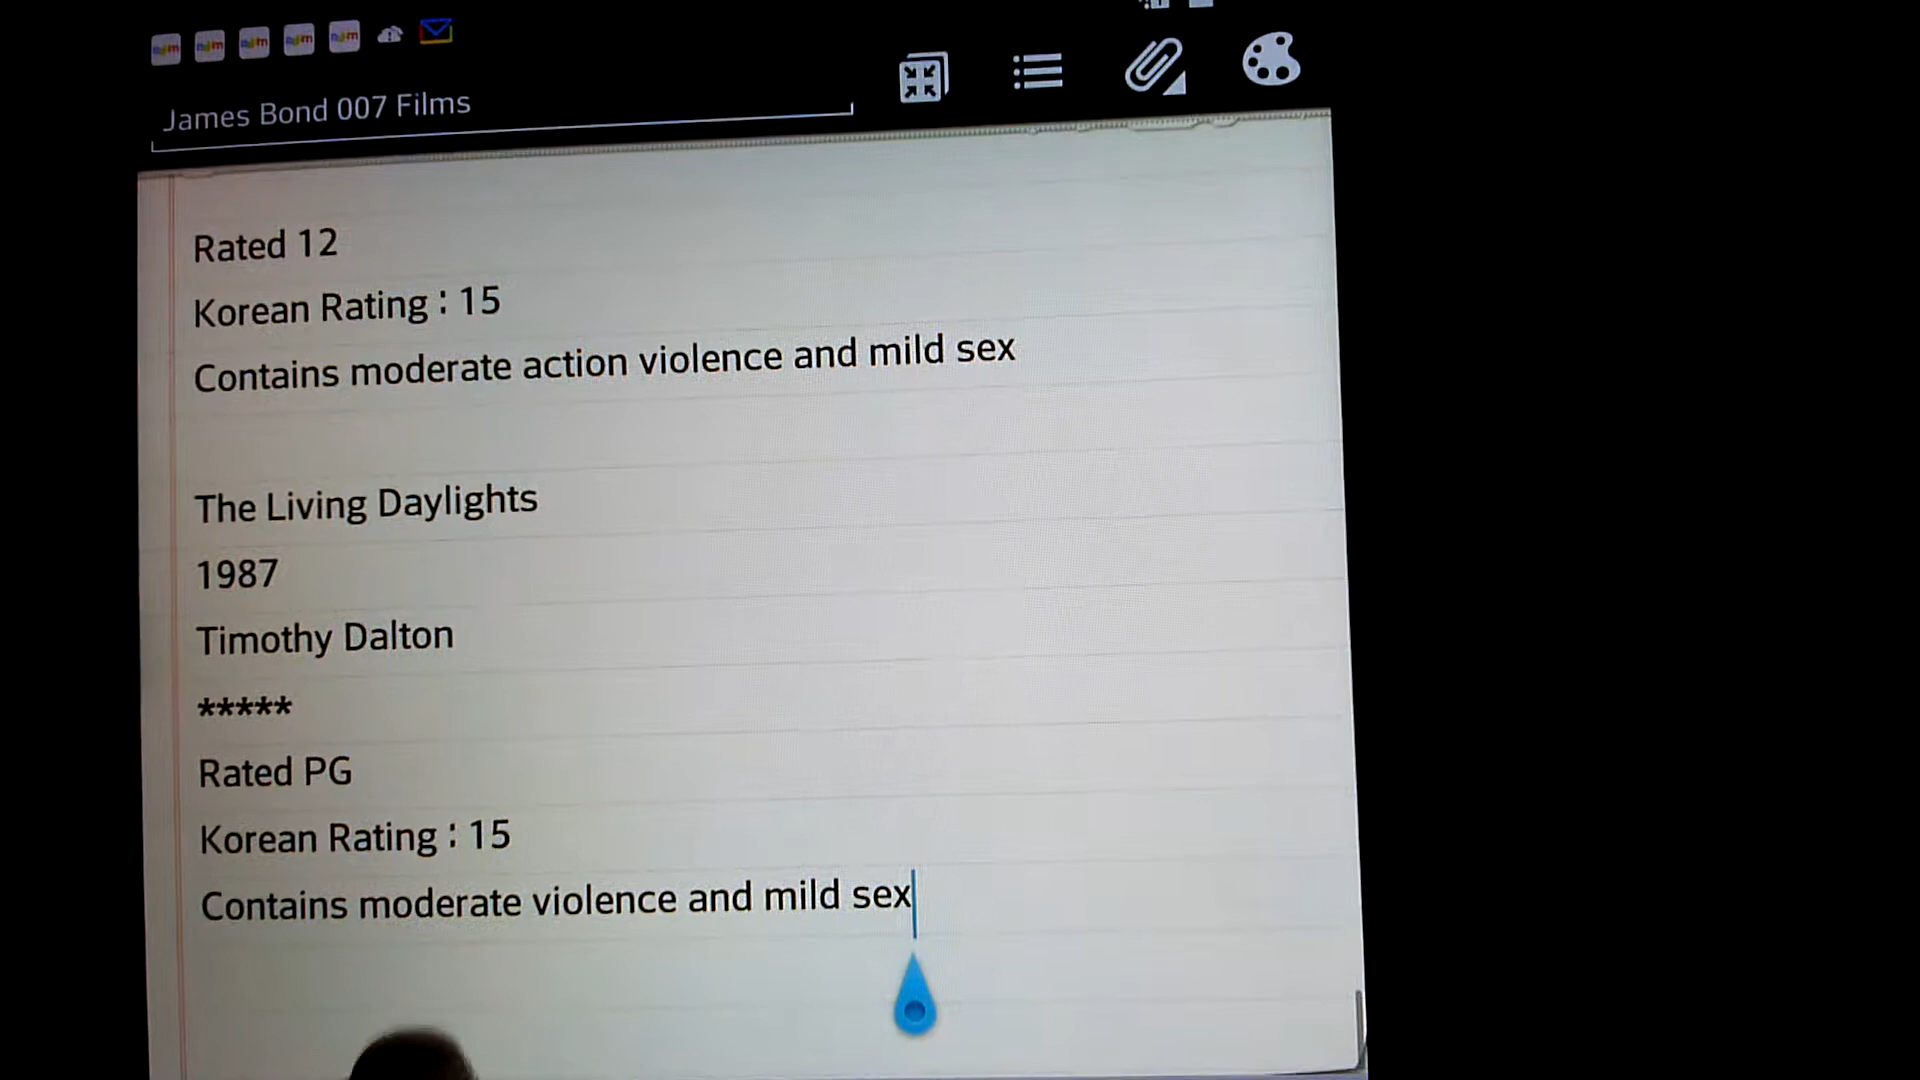 James Bond 007 Films
Rated 12
Korean Rating : 15
Contains moderate action violence and mild sex
The Living Daylights
1987
Timothy Dalton
*****
Rated PG
Korean Rating : 15
Contains moderate violence and mild sex